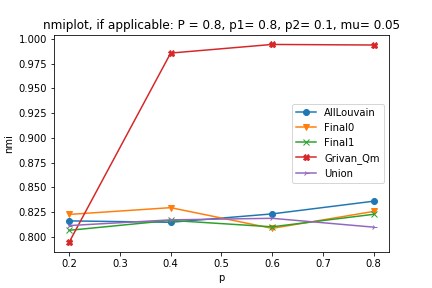 nmiplot, if applicable: P = 0.8, p1= 0.8, p2= 0.1, mu= 0.05
1.000
0.975
0.950
0.925
0.900
0.875
0.850
0.825
0.800
nmi
AllLouvain
Final0
Final1
Grivan_Qm
Union
0.2 0.3 0.4 0.5 0.6 0.7 0.8
p